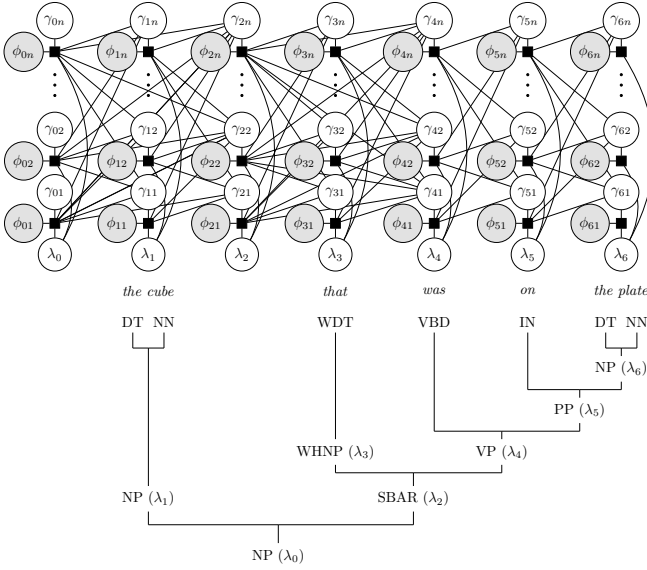 γ0n γ1n γ2n γ3n γ4n γ5n γ6n
ϕ0n ϕ1n ϕ2n ϕ3n ϕ4n ϕ5n ϕ6n
γ02 γ12 γ22 γ32 γ42 γ52 γ62
ϕ02 ϕ12 ϕ22 ϕ32 ϕ42 ϕ52 ϕ62
γ01 γ11 γ21 γ31 γ41 γ51 γ61
ϕ01 ϕ11 ϕ21 ϕ31 ϕ41 ϕ51 ϕ61
λ0 λ1 λ2 λ3 λ4 λ5 λ6
the cube that was on the plate
DT NN WDT VBD IN DT NN
NP (λ6)
PP (λ5)
WHNP (λ3) VP (λ4)
NP (λ1) SBAR (λ2)
NP (λ0)